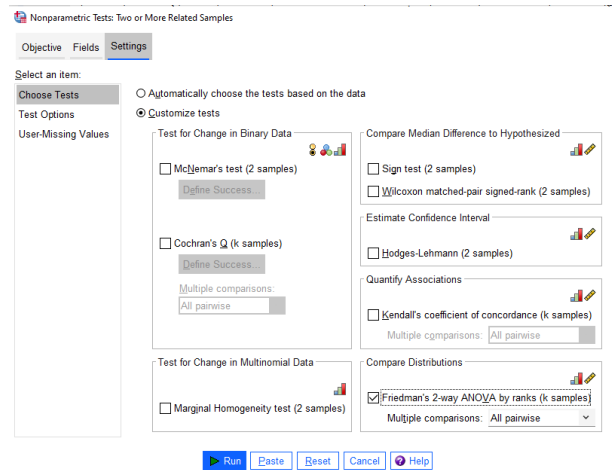 Nonparametric Tests: Two or More Related Samples
Objective Fields Settings
Select an item:
Choose Tests
Test Options
User-Missing Values
Automatically choose the tests based on the data
Customize tests
Test for Change in Binary Data
McNemar's test (2 samples)
Define Success...
Cochran's Q (k samples)
Define Success...
Multiple comparisons:
All pairwise
Test for Change in Multinomial Data
Marginal Homogeneity test (2 samples)
Compare Median Difference to Hypothesized
Sign test (2 samples)
Wilcoxon matched-pair signed-rank (2 samples)
Estimate Confidence Interval
Hodges-Lehmann (2 samples)
Quantify Associations
Kendall's coefficient of concordance (k samples)
Multiple comparisons: All pairwise
Compare Distributions
Friedman's 2-way ANOVA by ranks (k samples)
Multiple comparisons: All pairwise
Run Paste Reset Cancel Help